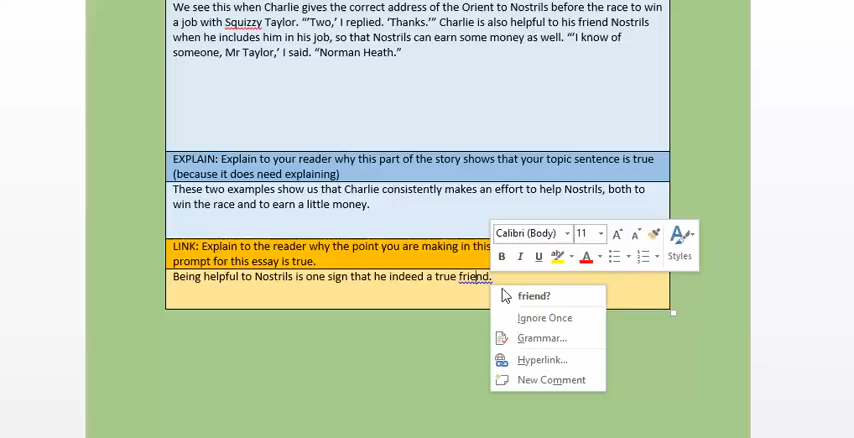 We see this when Charlie gives the correct address of the Orient to Nostrils before the race to win
a job with Squizzy Taylor. “‘Two,’ I replied. ‘Thanks.’” Charlie is also helpful to his friend Nostrils
when he includes him in his job, so that Nostrils can earn some money as well. “‘I know of
someone, Mr Taylor,’ I said. “Norman Heath.”
EXPLAIN: Explain to your reader why this part of the story shows that your topic sentence is true
(because it does need explaining)
These two examples show us that Charlie consistently makes an effort to help Nostrils, both to
win the race and to earn a little money.
LINK: Explain to the reader why the point you are making in this
prompt for this essay is true.
Being helpful to Nostrils is one sign that he indeed a true friend.
Calibri (Body) 11 A A
B I U ab A Styles
friend?
Ignore Once
Grammar...
Hyperlink...
New Comment